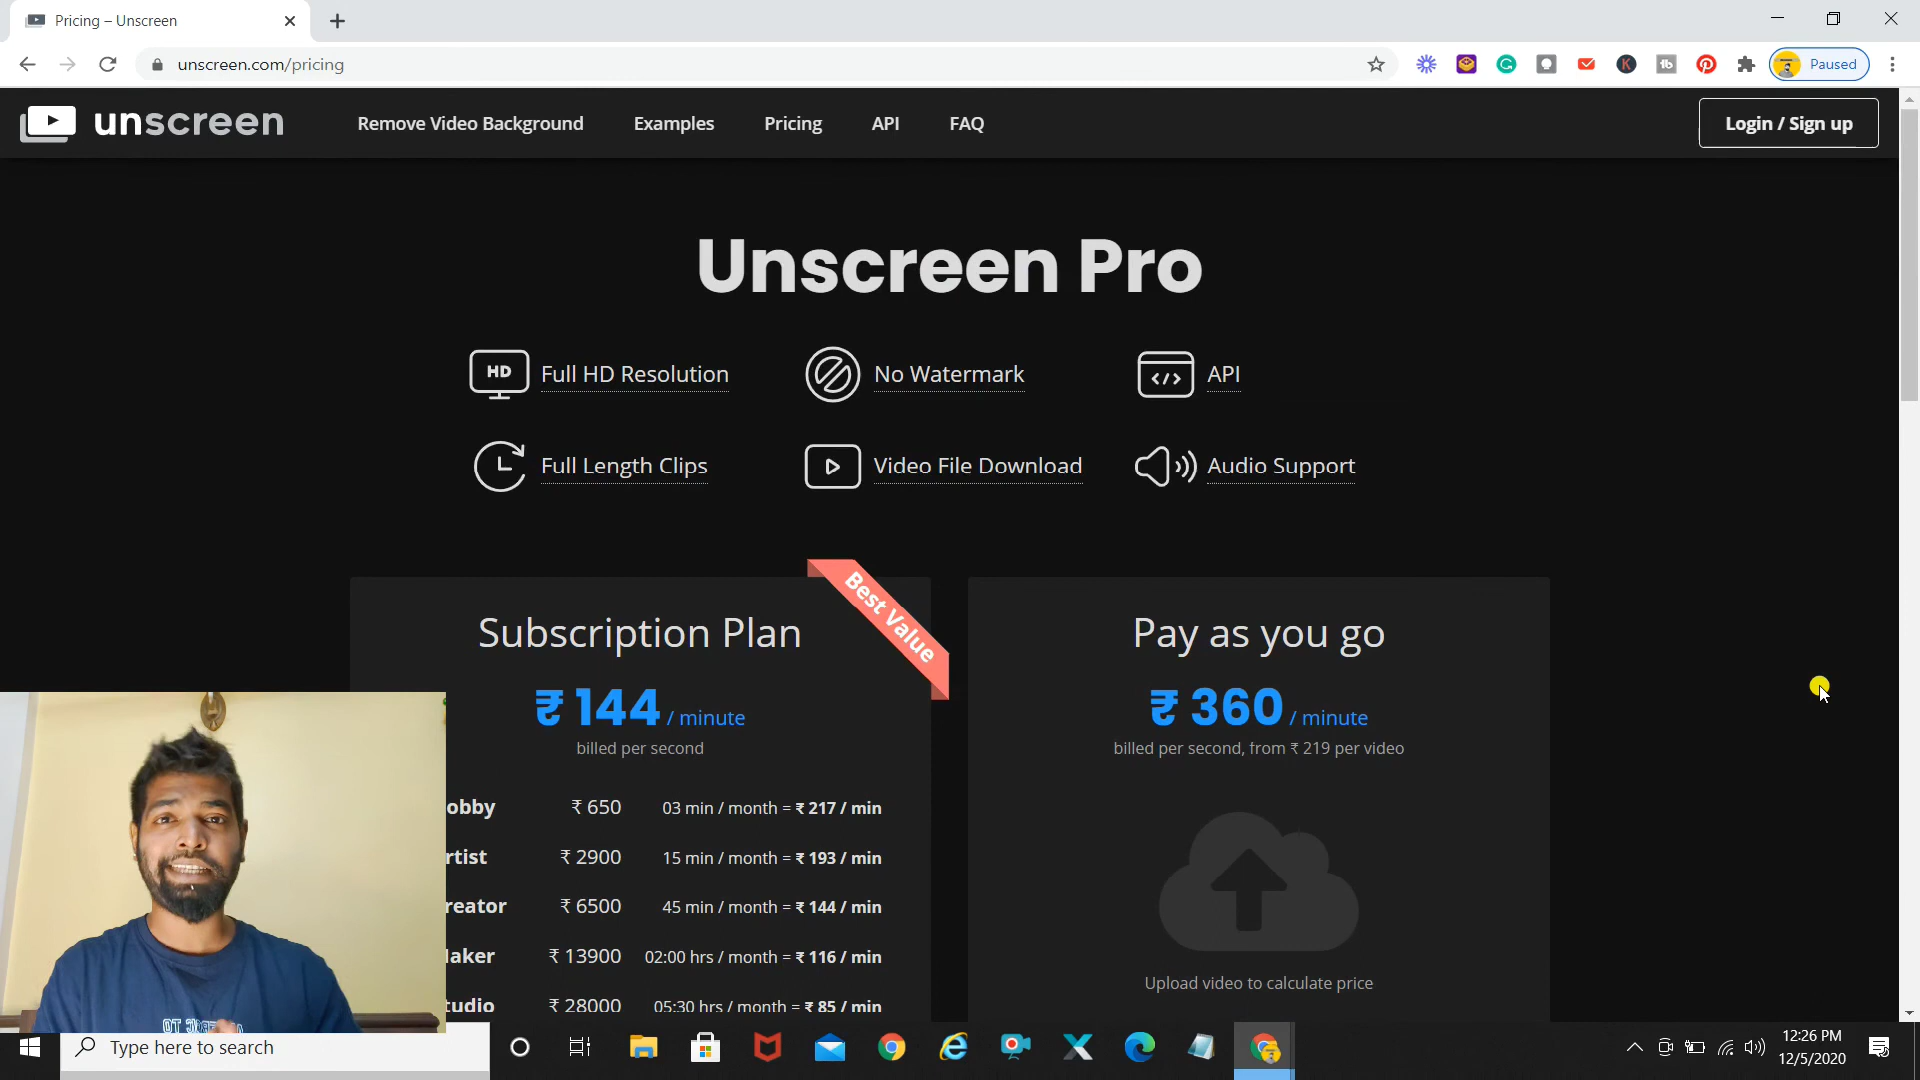 Pricing – Unscreen
unscreen.com/pricing
Paused
unscreen
Remove Video Background
Examples
Pricing
API
FAQ
Login / Sign up
Unscreen Pro
HD
Full HD Resolution
No Watermark
API
Full Length Clips
Video File Download
Audio Support
Best Value
Subscription Plan
₹ 144 / minute
billed per second
obby ₹ 650 03 min / month = ₹ 217 / min
rtist ₹ 2900 15 min / month = ₹ 193 / min
reator ₹ 6500 45 min / month = ₹ 144 / min
aker ₹ 13900 02:00 hrs / month = ₹ 116 / min
tudio ₹ 28000 05:30 hrs / month = ₹ 85 / min
Pay as you go
₹ 360 / minute
billed per second, from ₹ 219 per video
Upload video to calculate price
Type here to search
12:26 PM
12/5/2020